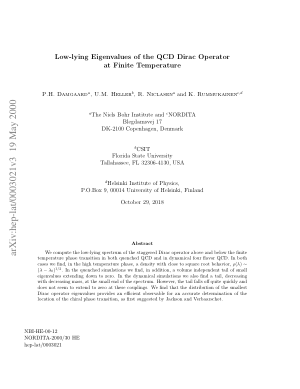 Low-lying Eigenvalues of the QCD Dirac Operator
at Finite Temperature
P.H. Damgaard^a, U.M. Heller^b, R. Niclasen^a and K. Rummukainen^c,d
^a The Niels Bohr Institute and ^c NORDITA
Blegdamsvej 17
DK-2100 Copenhagen, Denmark
^b CSIT
Florida State University
Tallahassee, FL 32306-4130, USA
^d Helsinki Institute of Physics,
P.O.Box 9, 00014 University of Helsinki, Finland
October 29, 2018
Abstract
We compute the low-lying spectrum of the staggered Dirac operator above and below the finite
temperature phase transition in both quenched QCD and in dynamical four flavor QCD. In both
cases we find, in the high temperature phase, a density with close to square root behavior, ρ(λ) ∼
(λ − λ₀)^1/2. In the quenched simulations we find, in addition, a volume independent tail of small
eigenvalues extending down to zero. In the dynamical simulations we also find a tail, decreasing
with decreasing mass, at the small end of the spectrum. However, the tail falls off quite quickly and
does not seem to extend to zero at these couplings. We find that the distribution of the smallest
Dirac operator eigenvalues provides an efficient observable for an accurate determination of the
location of the chiral phase transition, as first suggested by Jackson and Verbaarschot.
NBI-HE-00-12
NORDITA-2000/30 HE
hep-lat/0003021
arXiv:hep-lat/0003021v3 19 May 2000